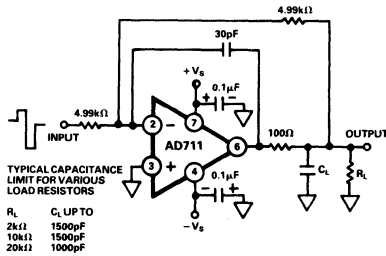 4.99kΩ
30pF
+VS
0.1μF
+ −
4.99kΩ
INPUT
2 −
7
AD711
6
100Ω
OUTPUT
3 +
4
0.1μF
− +
CL
RL
−VS
TYPICAL CAPACITANCE
LIMIT FOR VARIOUS
LOAD RESISTORS
RL CL UP TO
2kΩ 1500pF
10kΩ 1500pF
20kΩ 1000pF